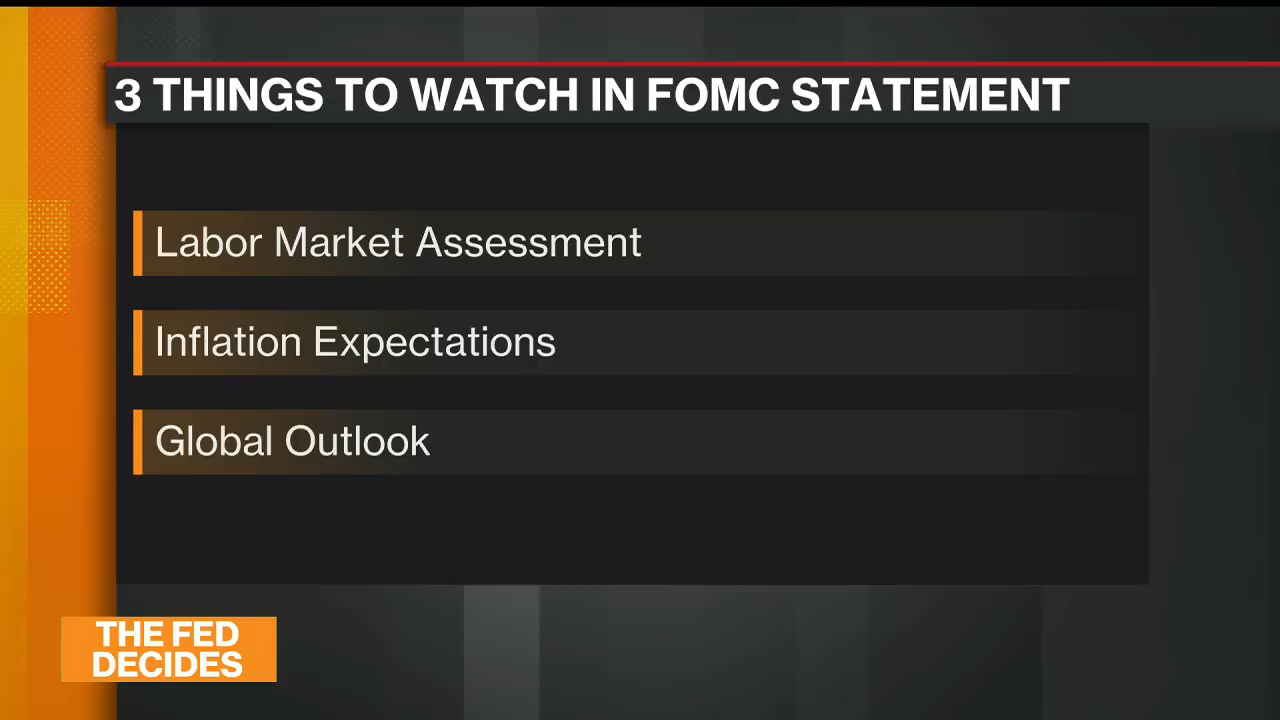 3 THINGS TO WATCH IN FOMC STATEMENT
Labor Market Assessment
Inflation Expectations
Global Outlook
THE FED
DECIDES